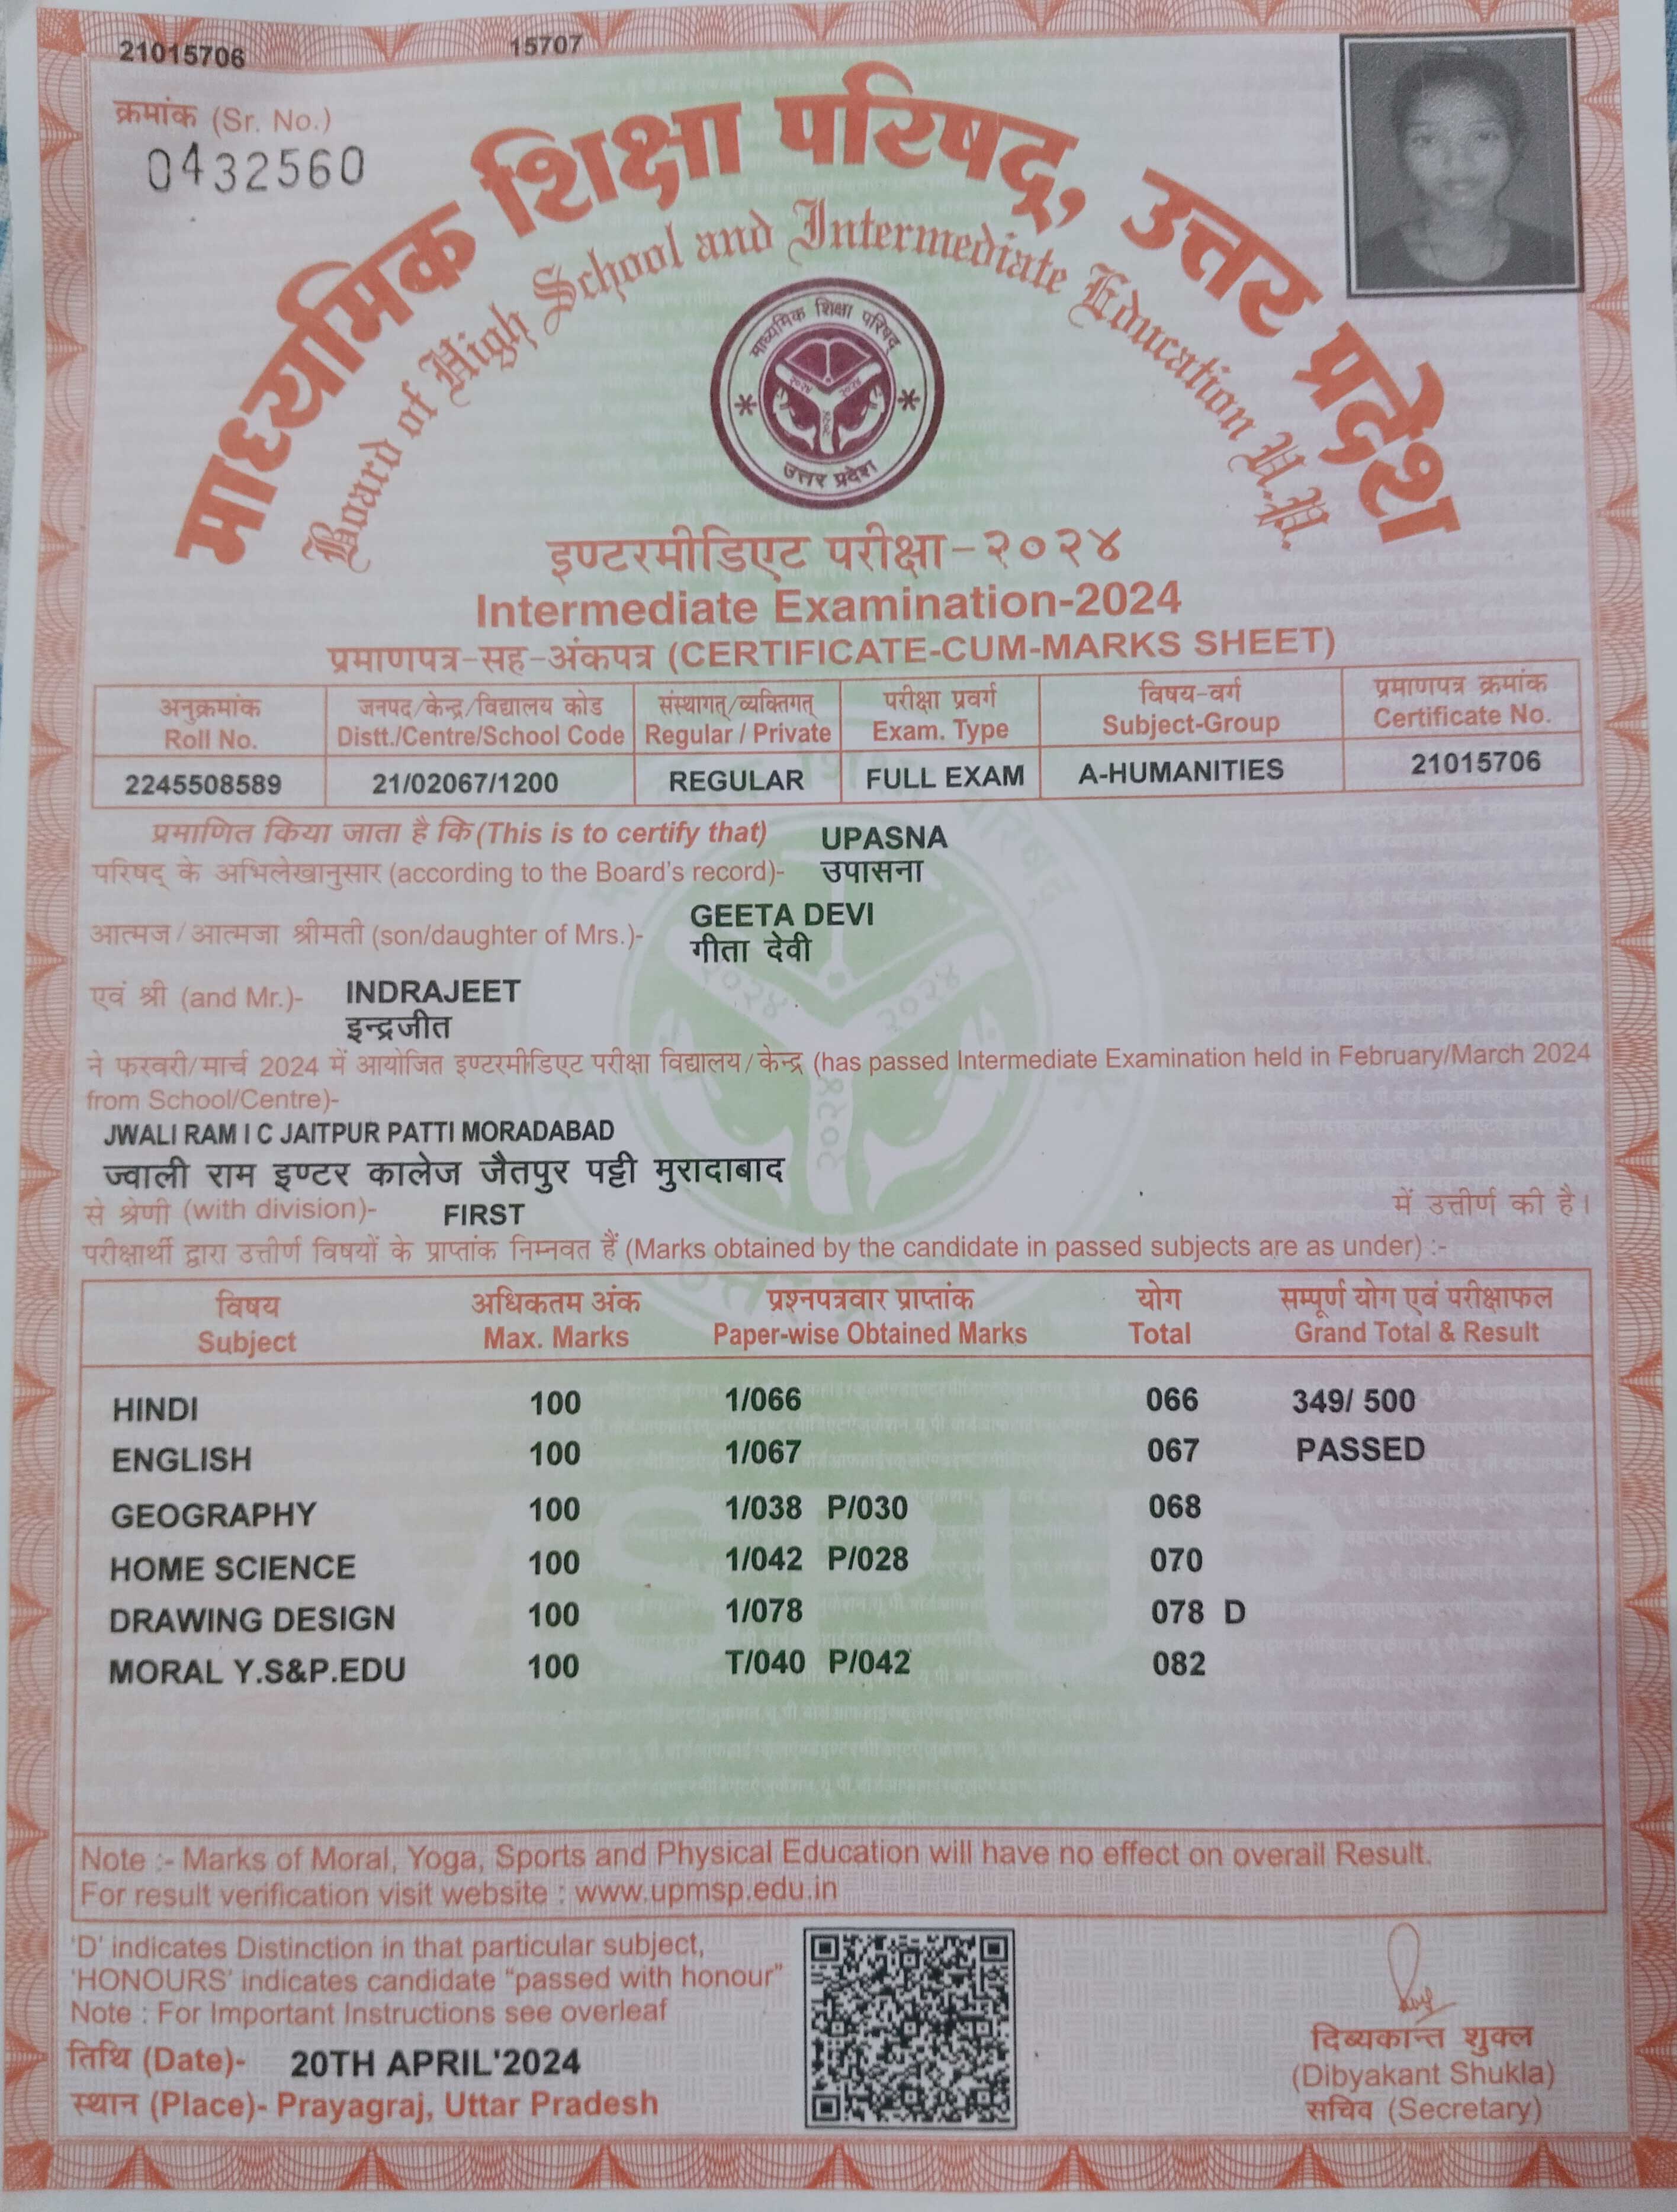 21015706 15707
क्रमांक (Sr. No.)
0432560
माध्यमिक शिक्षा परिषद्, उत्तर प्रदेश
Board of High School and Intermediate Education U.P.
माध्यमिक शिक्षा परिषद्
२०२४ २०२४
२०२४
उत्तर प्रदेश
इण्टरमीडिएट परीक्षा-२०२४
Intermediate Examination-2024
प्रमाणपत्र-सह-अंकपत्र (CERTIFICATE-CUM-MARKS SHEET)
अनुक्रमांक जनपद/केन्द्र/विद्यालय कोड संस्थागत्/व्यक्तिगत् परीक्षा प्रवर्ग विषय-वर्ग प्रमाणपत्र क्रमांक
Roll No. Distt./Centre/School Code Regular / Private Exam. Type Subject-Group Certificate No.
2245508589 21/02067/1200 REGULAR FULL EXAM A-HUMANITIES 21015706
प्रमाणित किया जाता है कि (This is to certify that) UPASNA
परिषद् के अभिलेखानुसार (according to the Board's record)- उपासना
GEETA DEVI
आत्मज/आत्मजा श्रीमती (son/daughter of Mrs.)- गीता देवी
एवं श्री (and Mr.)- INDRAJEET
इन्द्रजीत
ने फरवरी/मार्च 2024 में आयोजित इण्टरमीडिएट परीक्षा विद्यालय/केन्द्र (has passed Intermediate Examination held in February/March 2024
from School/Centre)-
JWALI RAM I C JAITPUR PATTI MORADABAD
ज्वाली राम इण्टर कालेज जैतपुर पट्टी मुरादाबाद
से श्रेणी (with division)- FIRST में उत्तीर्ण की है।
परीक्षार्थी द्वारा उत्तीर्ण विषयों के प्राप्तांक निम्नवत हैं (Marks obtained by the candidate in passed subjects are as under) :-
विषय अधिकतम अंक प्रश्नपत्रवार प्राप्तांक योग सम्पूर्ण योग एवं परीक्षाफल
Subject Max. Marks Paper-wise Obtained Marks Total Grand Total & Result
HINDI 100 1/066 066 349/ 500
ENGLISH 100 1/067 067 PASSED
GEOGRAPHY 100 1/038 P/030 068
HOME SCIENCE 100 1/042 P/028 070
DRAWING DESIGN 100 1/078 078 D
MORAL Y.S&P.EDU 100 T/040 P/042 082
Note :- Marks of Moral, Yoga, Sports and Physical Education will have no effect on overall Result.
For result verification visit website : www.upmsp.edu.in
'D' indicates Distinction in that particular subject,
'HONOURS' indicates candidate "passed with honour"
Note : For Important Instructions see overleaf
तिथि (Date)- 20TH APRIL'2024
स्थान (Place)- Prayagraj, Uttar Pradesh
दिब्यकान्त शुक्ल
(Dibyakant Shukla)
सचिव (Secretary)